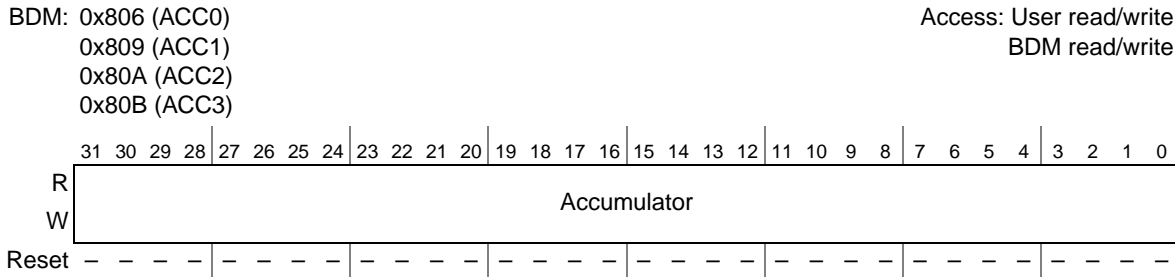 BDM: 0x806 (ACC0) Access: User read/write
0x809 (ACC1) BDM read/write
0x80A (ACC2)
0x80B (ACC3)
31 30 29 28 27 26 25 24 23 22 21 20 19 18 17 16 15 14 13 12 11 10 9 8 7 6 5 4 3 2 1 0
R
Accumulator
W
Reset – – – – – – – – – – – – – – – – – – – – – – – – – – – – – – – –